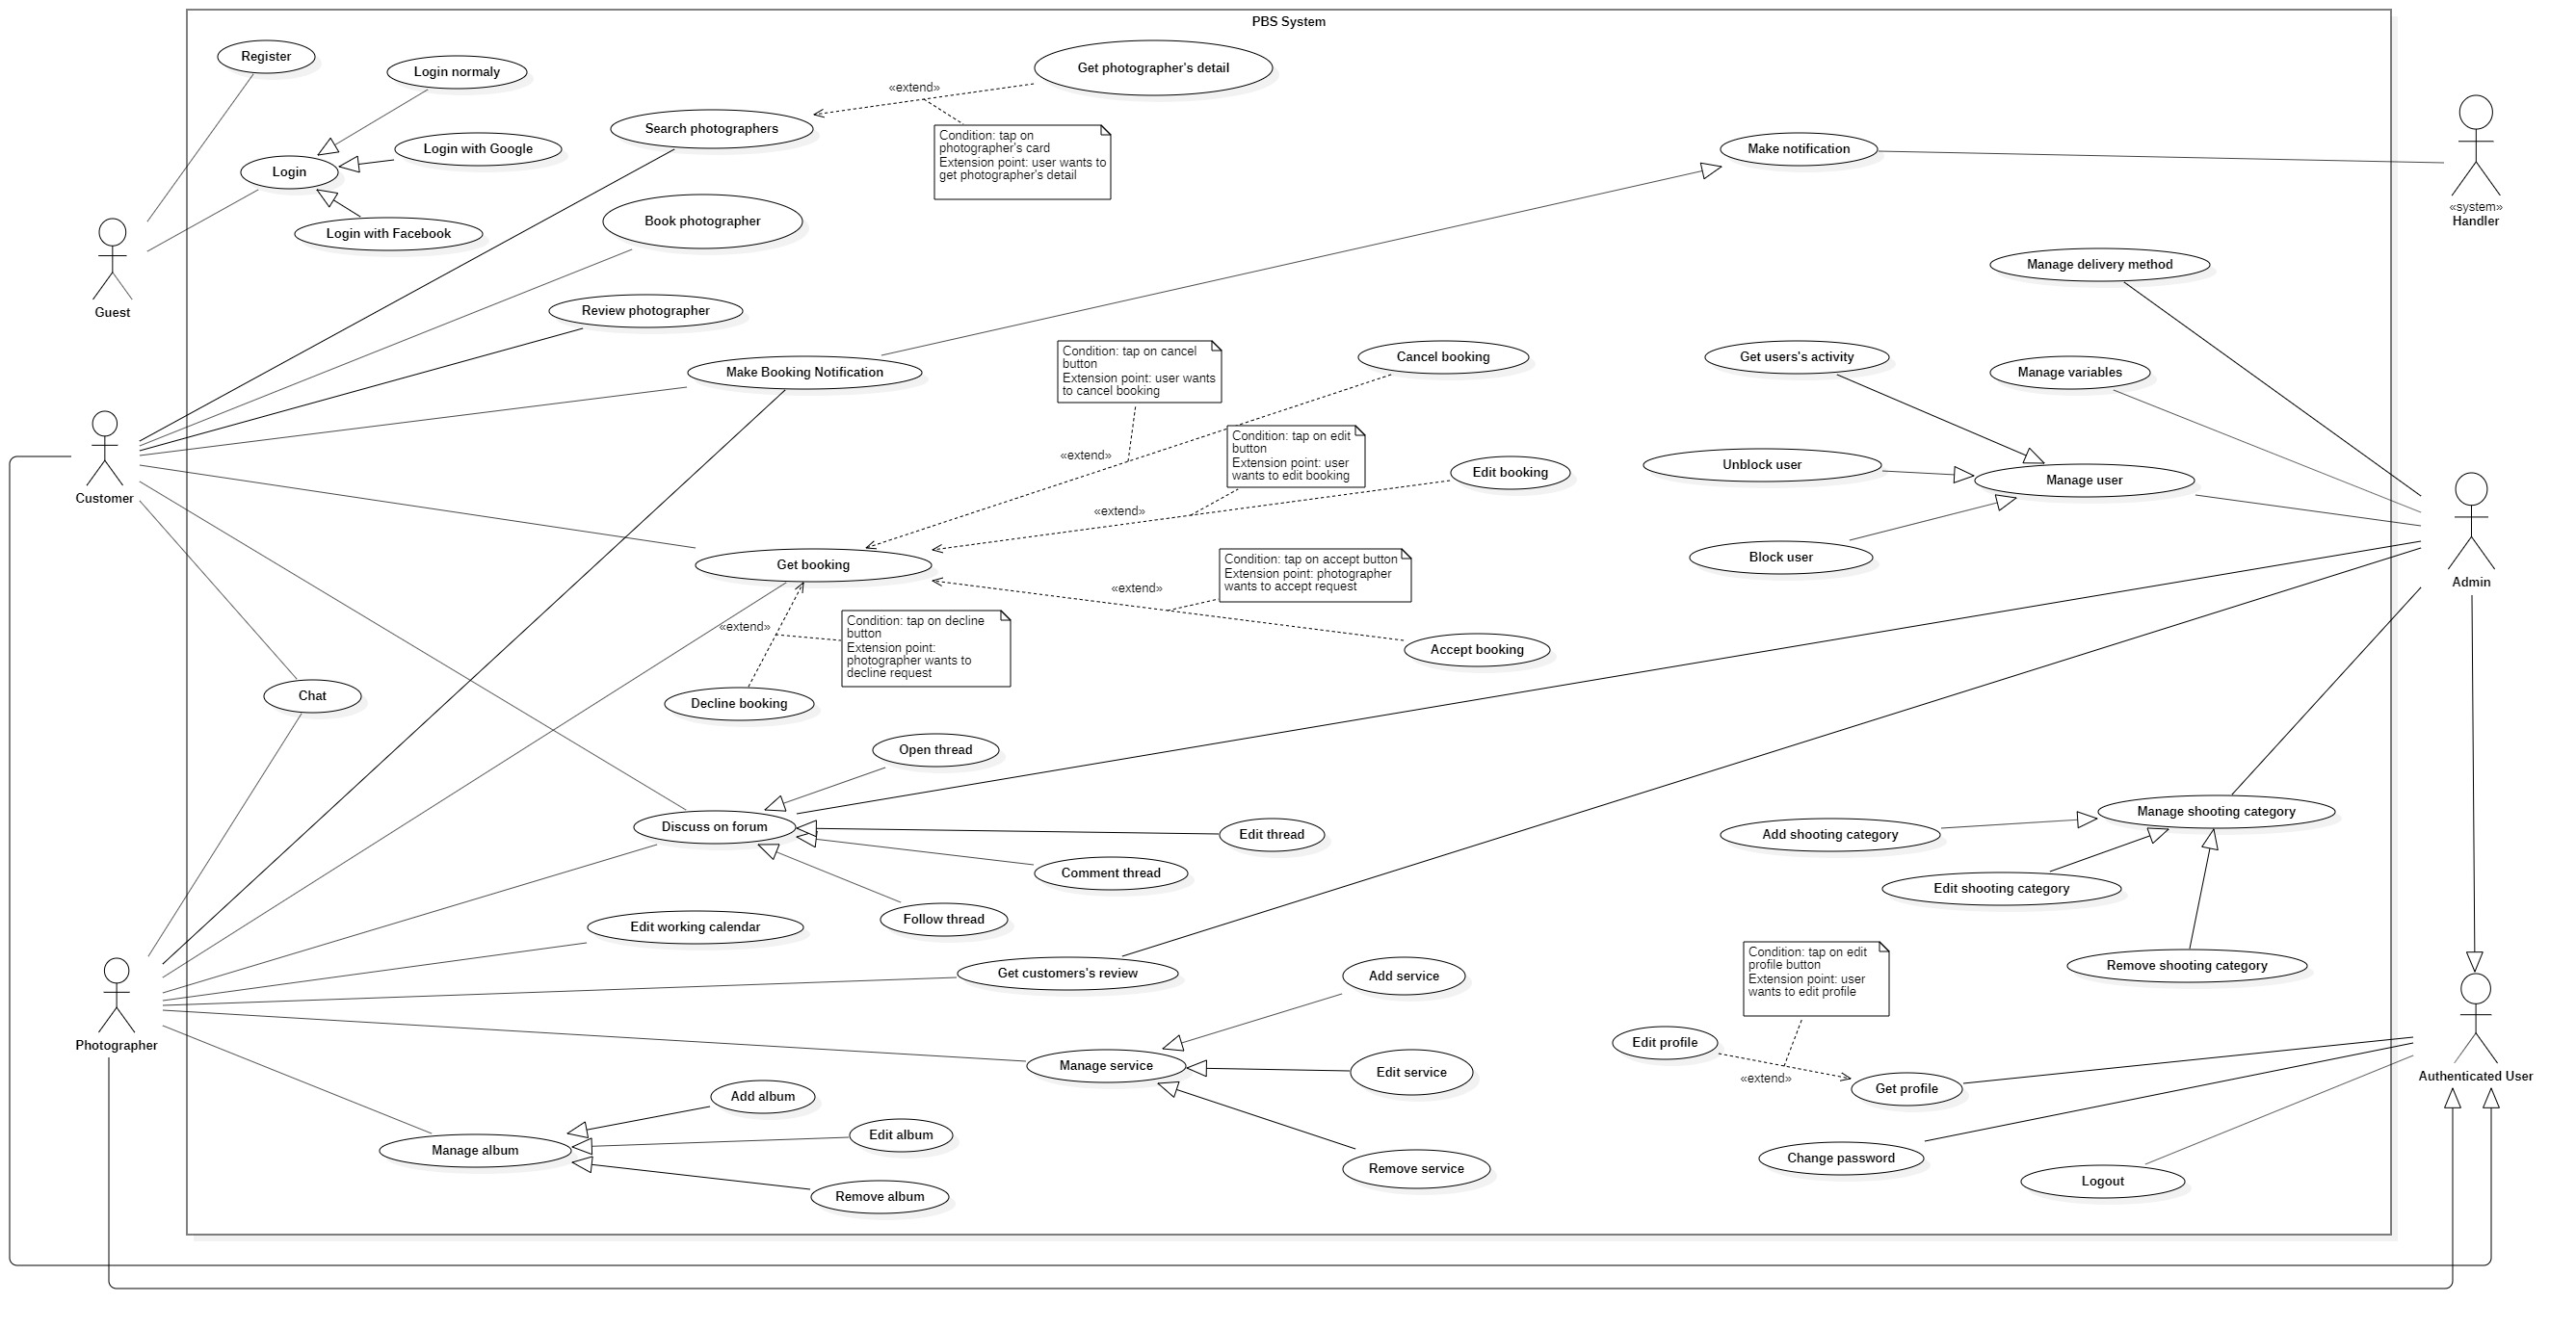 PBS System
Register
Login normaly
Get photographer's detail
«extend»
Search photographers
Condition: tap on
photographer's card
Extension point: user wants to
get photographer's detail
Login with Google
Login
Make notification
«system»
Handler
Book photographer
Login with Facebook
Guest
Manage delivery method
Review photographer
Make Booking Notification
Condition: tap on cancel
button
Extension point: user wants
to cancel booking
Cancel booking
Get users's activity
Manage variables
Condition: tap on edit
button
Extension point: user
wants to edit booking
«extend»
Edit booking
Unblock user
Manage user
Customer
«extend»
Block user
Admin
Get booking
Condition: tap on accept button
Extension point: photographer
wants to accept request
«extend»
«extend»
Condition: tap on decline
button
Extension point:
photographer wants to
decline request
Accept booking
Chat
Decline booking
Open thread
Discuss on forum
Edit thread
Comment thread
Follow thread
Manage shooting category
Add shooting category
Edit shooting category
Remove shooting category
Edit working calendar
Get customers's review
Add service
Condition: tap on edit
profile button
Extension point: user
wants to edit profile
Photographer
Manage service
Edit service
Edit profile
«extend»
Get profile
Authenticated User
Add album
Edit album
Manage album
Remove album
Remove service
Change password
Logout